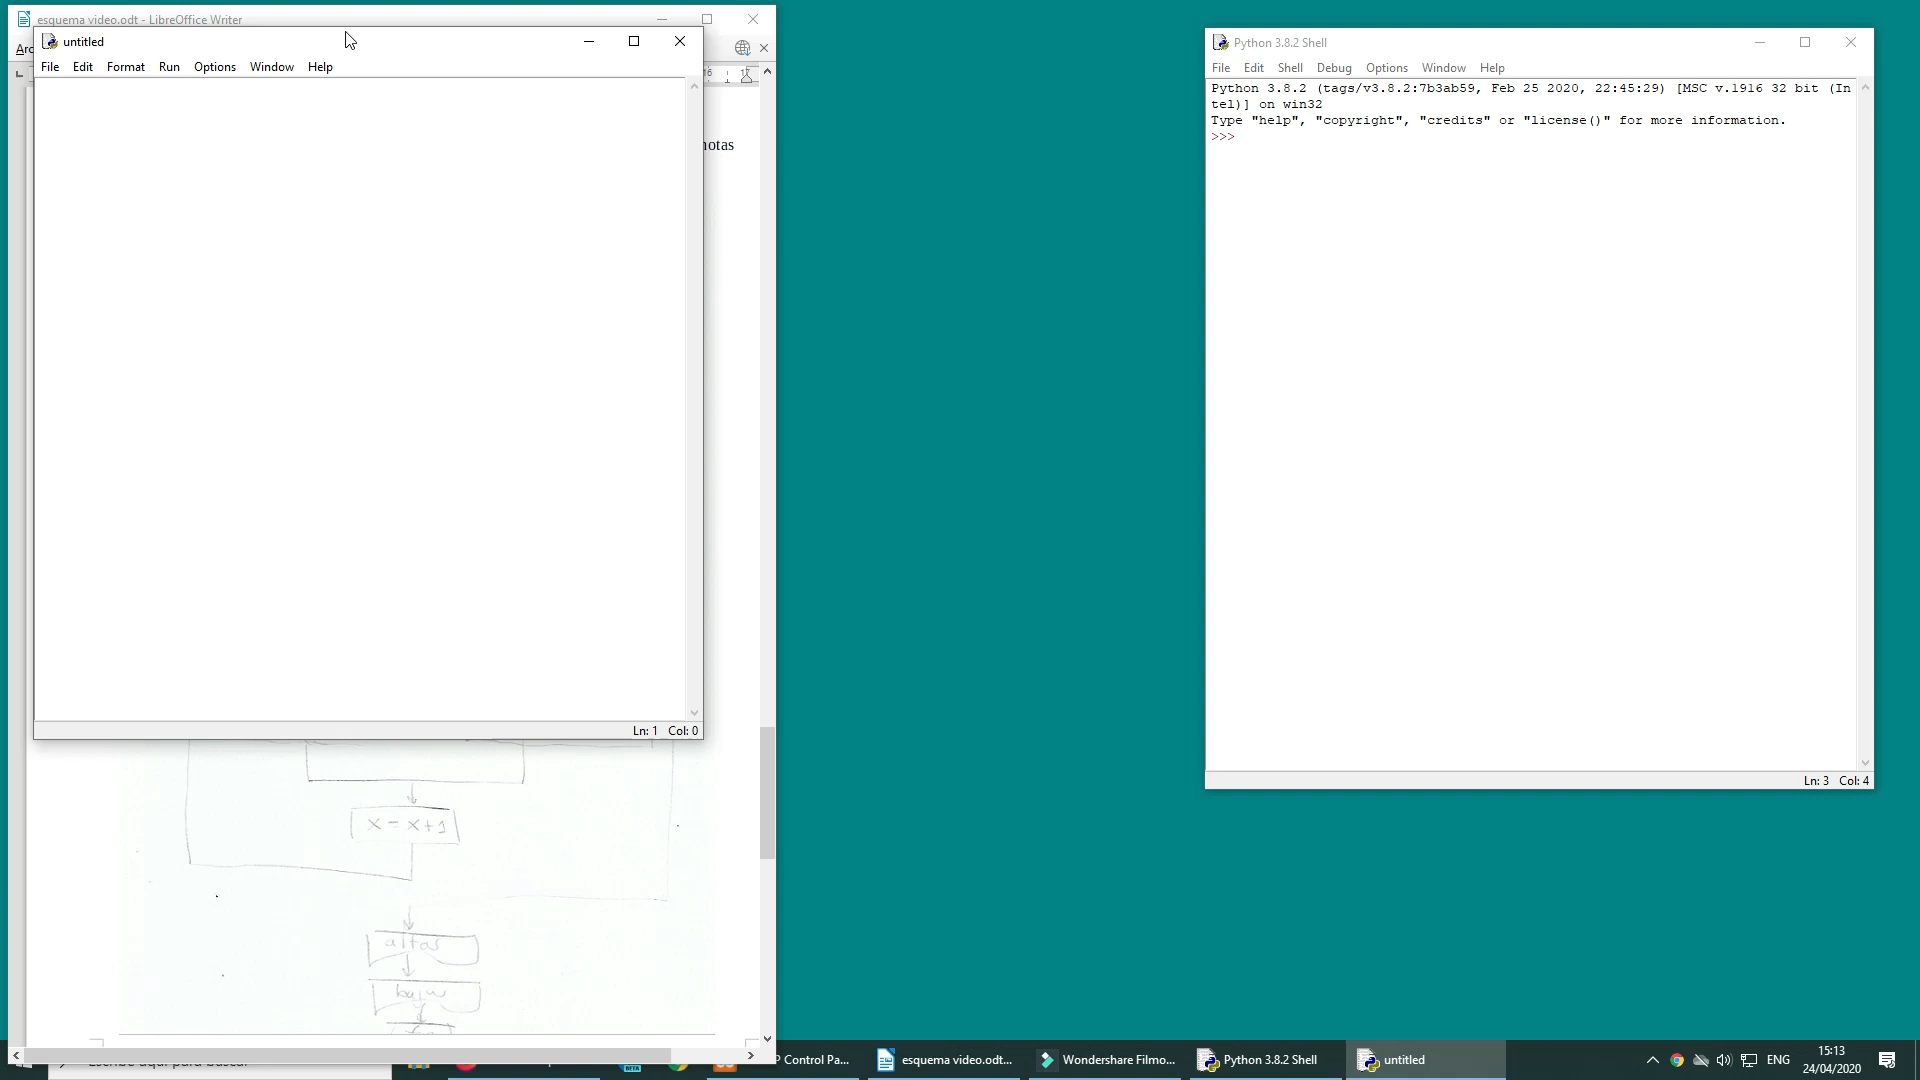 esquema video.odt - LibreOffice Writer
untitled
File Edit Format Run Options Window Help
16 17
notas
Ln: 1 Col: 0
x = x+1
altas
bajas
Python 3.8.2 Shell
File Edit Shell Debug Options Window Help
Python 3.8.2 (tags/v3.8.2:7b3ab59, Feb 25 2020, 22:45:29) [MSC v.1916 32 bit (In
tel)] on win32
Type "help", "copyright", "credits" or "license()" for more information.
>>>
Ln: 3 Col: 4
P Control Pa... esquema video.odt... Wondershare Filmo... Python 3.8.2 Shell untitled ENG
15:13
24/04/2020